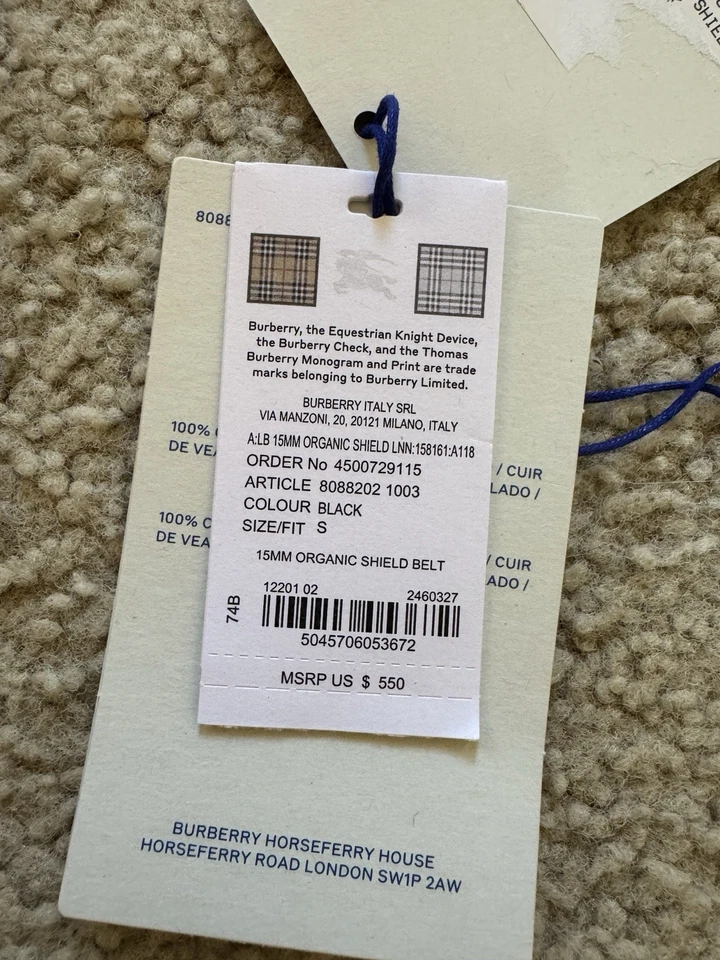 SHIE
8088
Burberry, the Equestrian Knight Device,
the Burberry Check, and the Thomas
Burberry Monogram and Print are trade
marks belonging to Burberry Limited.
BURBERRY ITALY SRL
VIA MANZONI, 20, 20121 MILANO, ITALY
A:LB 15MM ORGANIC SHIELD LNN:158161:A118
ORDER No 4500729115
ARTICLE 8088202 1003
COLOUR BLACK
SIZE/FIT S
15MM ORGANIC SHIELD BELT
12201 02 2460327
74B
5045706053672
MSRP US $ 550
100% C
/ CUIR
DE VEA
LADO /
100% C
/ CUIR
DE VEA
ADO /
BURBERRY HORSEFERRY HOUSE
HORSEFERRY ROAD LONDON SW1P 2AW